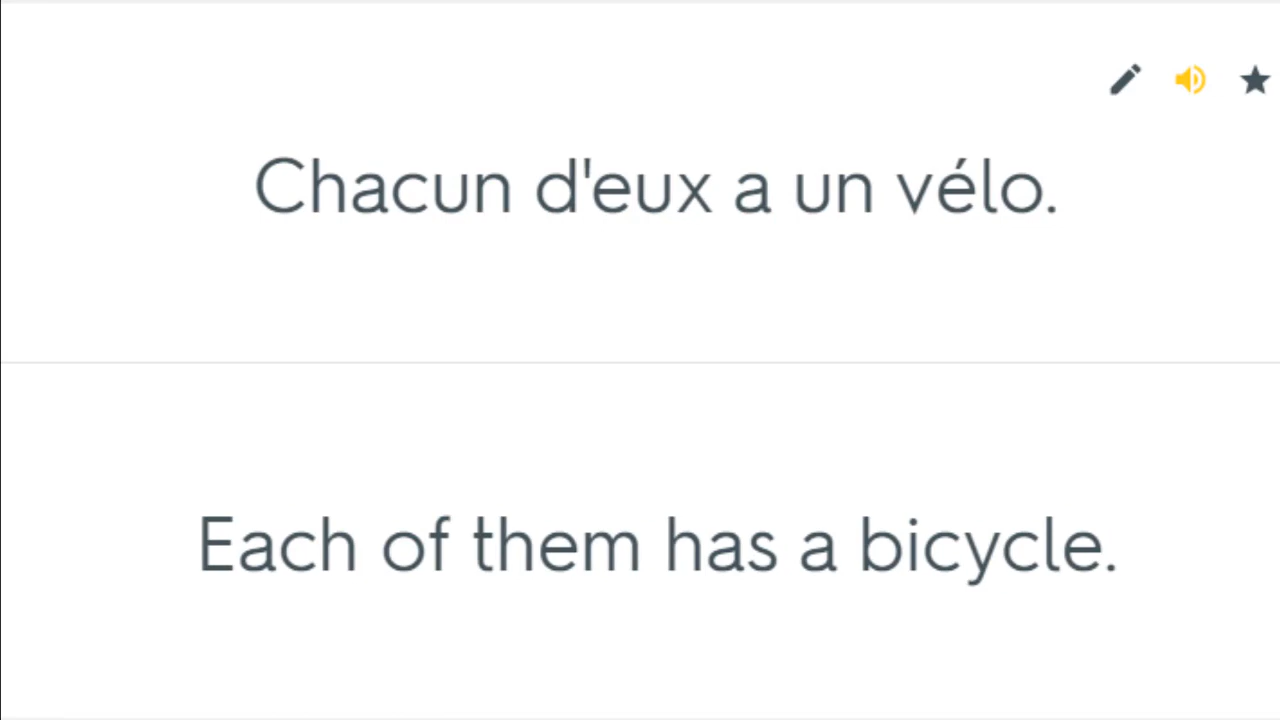 Chacun d'eux a un vélo.
Each of them has a bicycle.